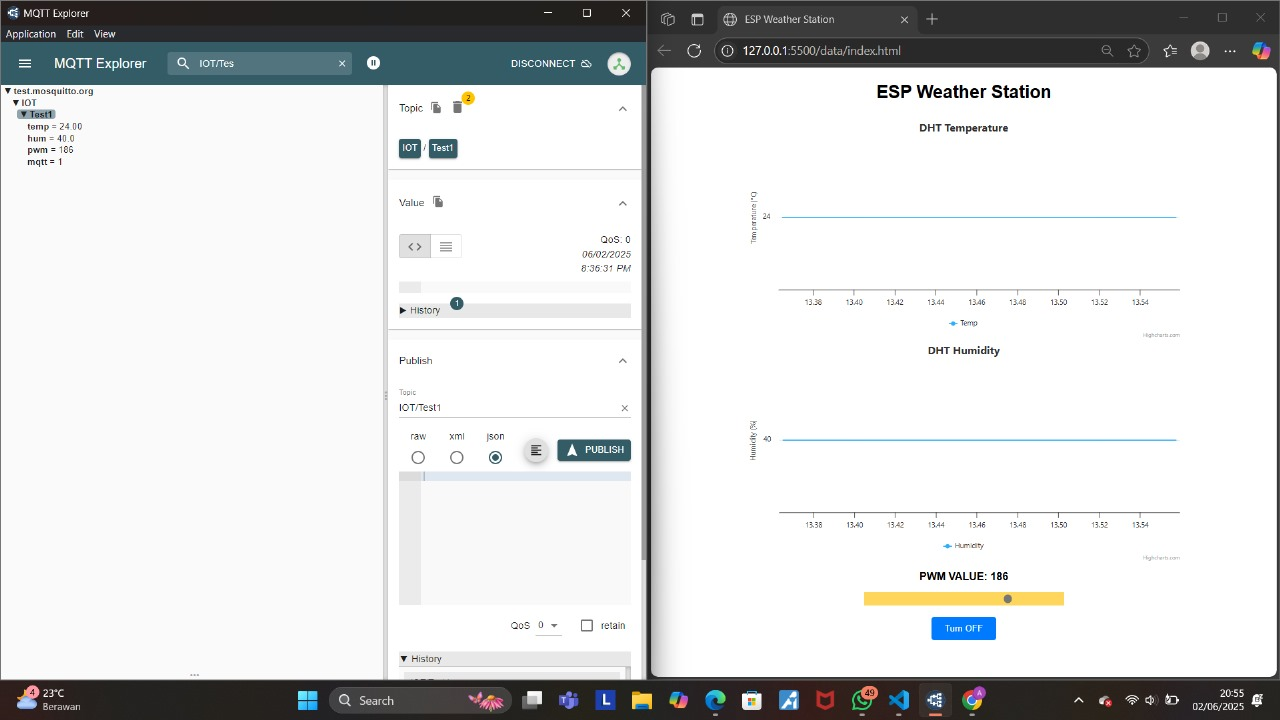 MQTT Explorer
Application Edit View
MQTT Explorer
IOT/Tes
DISCONNECT
test.mosquitto.org
IOT
Test1
temp = 24.00
hum = 40.0
pwm = 186
mqtt = 1
Topic
2
IOT / Test1
Value
QoS: 0
06/02/2025
8:36:31 PM
History
1
Publish
Topic
IOT/Test1
raw xml json
PUBLISH
QoS 0 retain
History
ESP Weather Station
127.0.0.1:5500/data/index.html
ESP Weather Station
DHT Temperature
Temperature (°C)
24
13.38 13.40 13.42 13.44 13.46 13.48 13.50 13.52 13.54
Temp
Highcharts.com
DHT Humidity
Humidity (%)
40
13.38 13.40 13.42 13.44 13.46 13.48 13.50 13.52 13.54
Humidity
Highcharts.com
PWM VALUE: 186
Turn OFF
4
23°C
Berawan
Search
49
A
20:55
02/06/2025